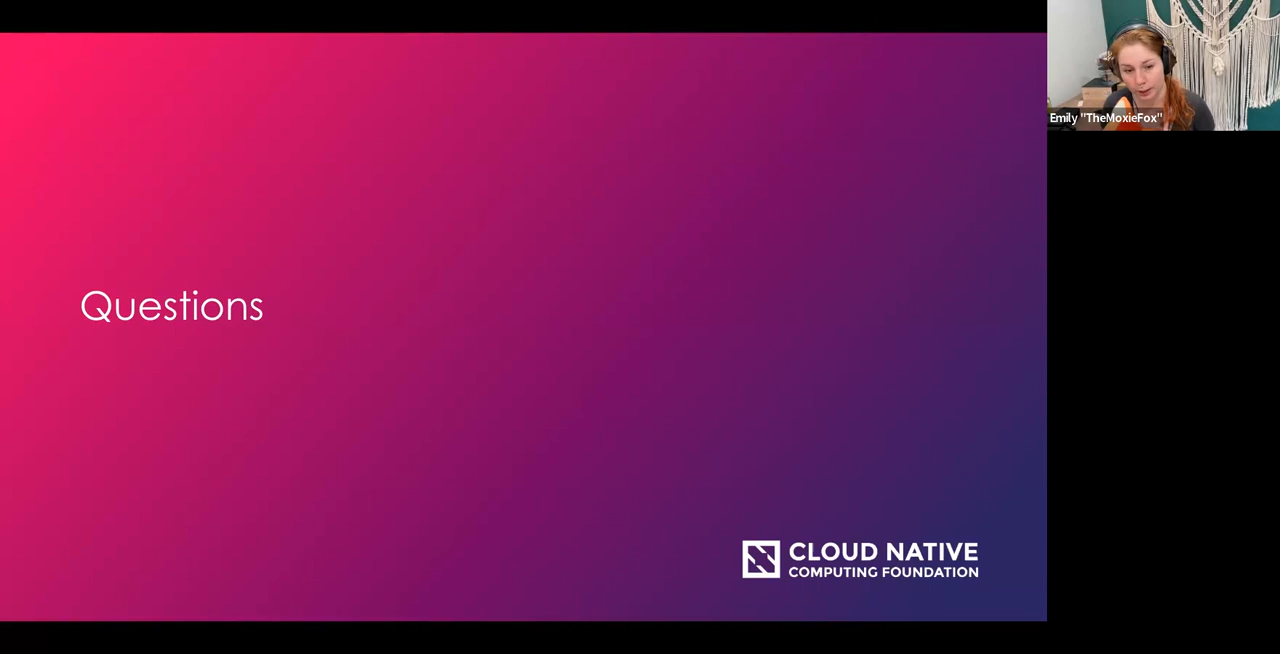 Emily "TheMoxieFox"
Questions
CLOUD NATIVE
COMPUTING FOUNDATION